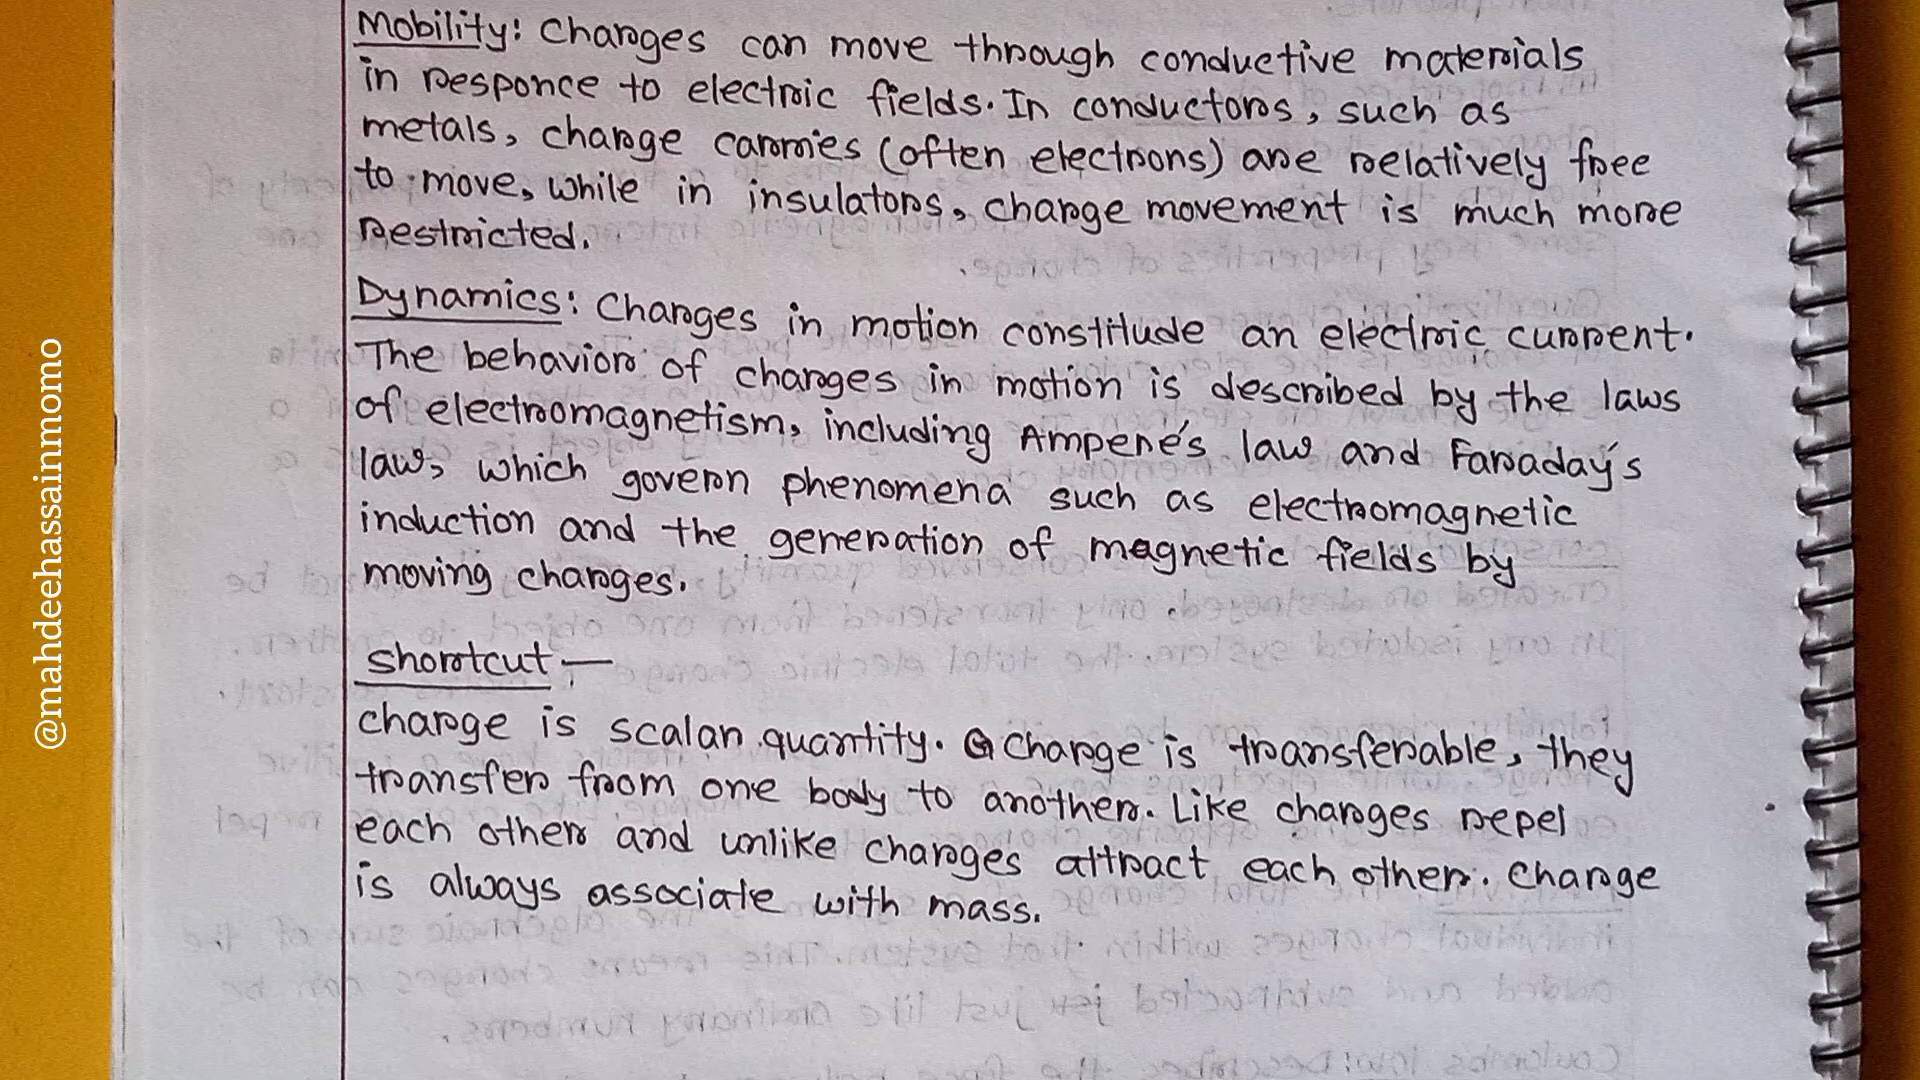 Mobility: Charges can move through conductive materials
in responce to electric fields. In conductors, such as
metals, charge carries (often electrons) are relatively free
to move, while in insulators, charge movement is much more
restricted.
Dynamics: Charges in motion constitude an electric current.
The behavior of charges in motion is described by the laws
of electromagnetism, including Ampere's law and Faraday's
law, which govern phenomena such as electromagnetic
induction and the generation of magnetic fields by
moving charges.
Shortcut —
charge is scalar quantity. Charge is transferable, they
transfer from one body to another. Like charges repel
each other and unlike charges attract each other. Charge
is always associate with mass.
@mahdeehassainmomo